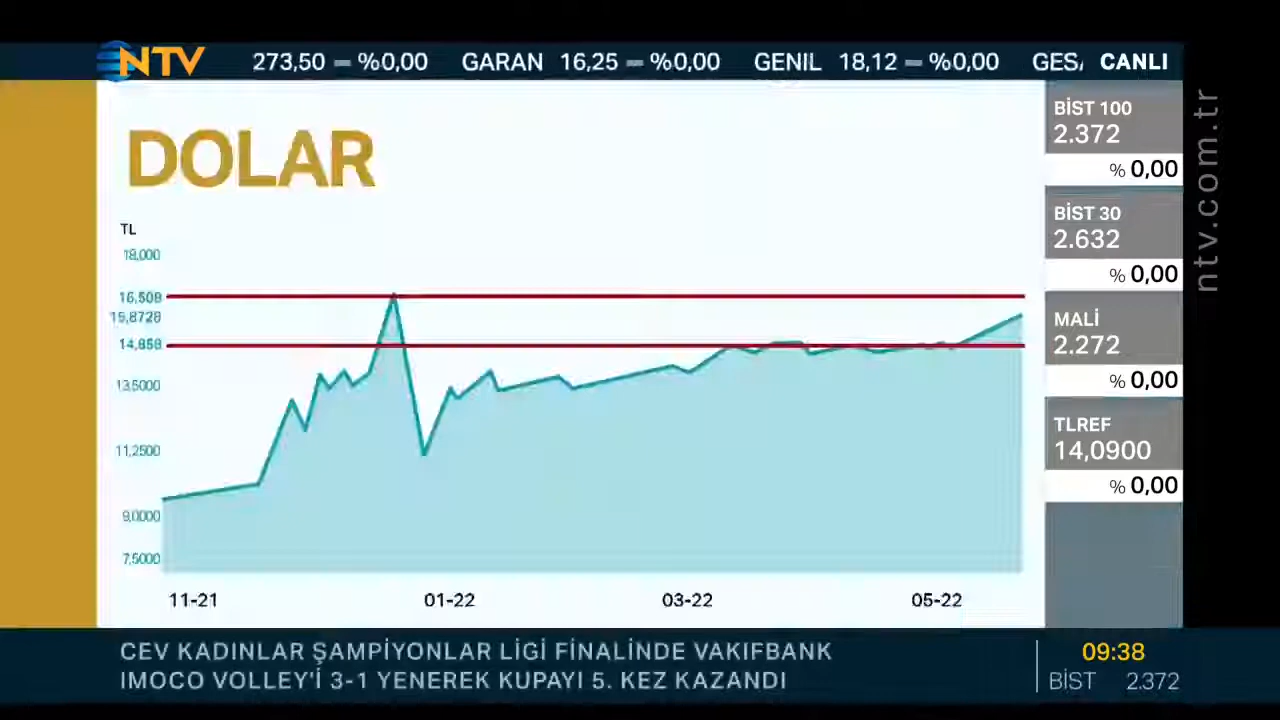 NTV
273,50 %0,00 GARAN 16,25 %0,00 GENIL 18,12 %0,00 GES CANLI
DOLAR
TL
18,000
16,508
15,8728
14,658
13,5000
11,2500
9,0000
7,5000
11-21 01-22 03-22 05-22
BİST 100
2.372
% 0,00
BİST 30
2.632
% 0,00
MALİ
2.272
% 0,00
TLREF
14,0900
% 0,00
ntv.com.tr
CEV KADINLAR ŞAMPİYONLAR LİGİ FİNALİNDE VAKIFBANK
IMOCO VOLLEY'İ 3-1 YENEREK KUPAYI 5. KEZ KAZANDI
09:38
BİST 2.372